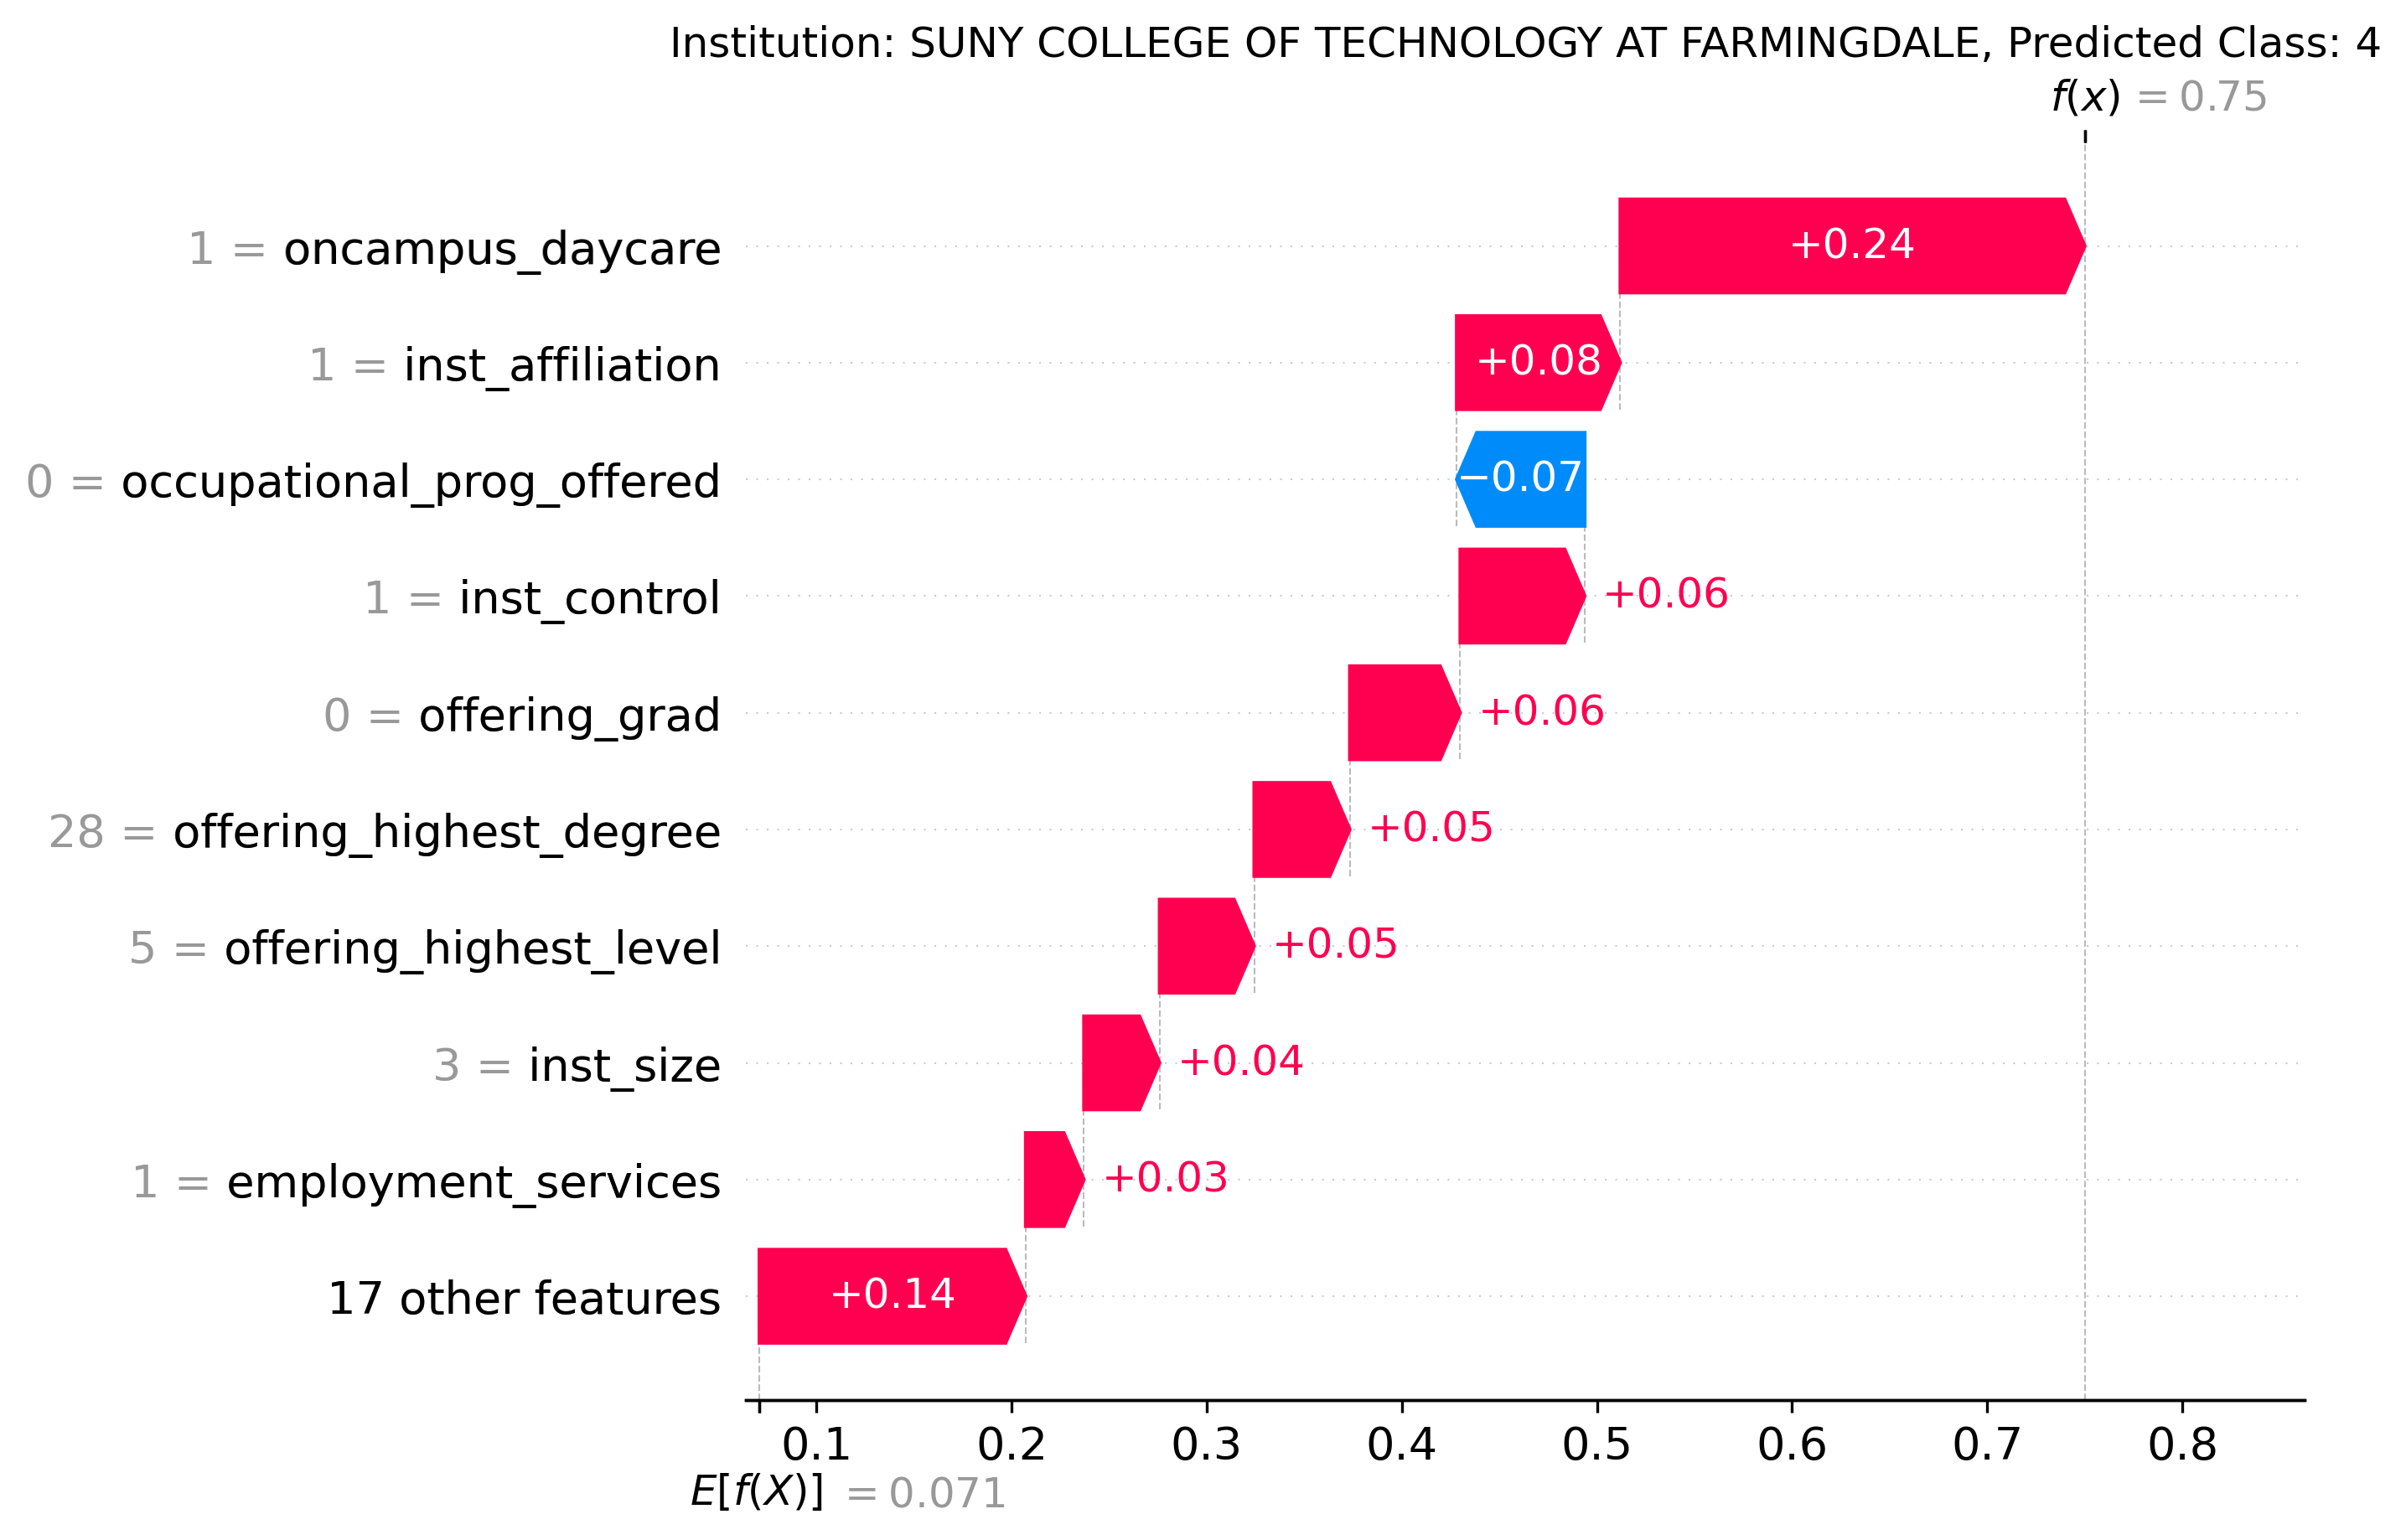 Institution: SUNY COLLEGE OF TECHNOLOGY AT FARMINGDALE, Predicted Class: 4
f(x) = 0.75
1 = oncampus_daycare +0.24
1 = inst_affiliation +0.08
0 = occupational_prog_offered −0.07
1 = inst_control +0.06
0 = offering_grad +0.06
28 = offering_highest_degree +0.05
5 = offering_highest_level +0.05
3 = inst_size +0.04
1 = employment_services +0.03
17 other features +0.14
0.1 0.2 0.3 0.4 0.5 0.6 0.7 0.8
E[f(X)] = 0.071